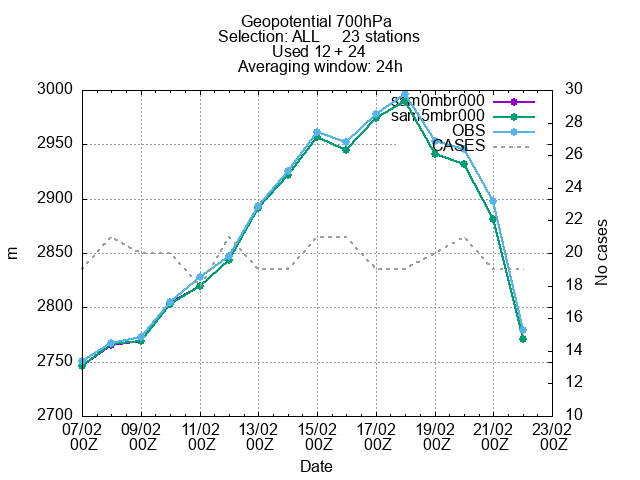 Geopotential 700hPa
Selection: ALL 23 stations
Used 12 + 24
Averaging window: 24h
3000
2950
2900
2850
2800
2750
2700
m
30
28
26
24
22
20
18
16
14
12
10
No cases
sam0mbr000
sam5mbr000
OBS
CASES
07/02 09/02 11/02 13/02 15/02 17/02 19/02 21/02 23/02
00Z 00Z 00Z 00Z 00Z 00Z 00Z 00Z 00Z
Date